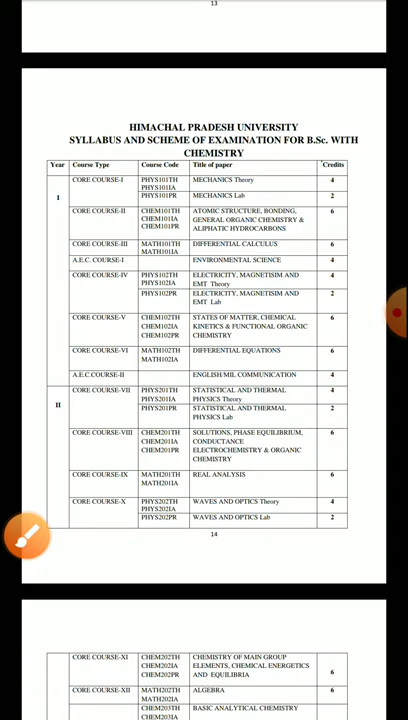 13
HIMACHAL PRADESH UNIVERSITY
SYLLABUS AND SCHEME OF EXAMINATION FOR B.Sc. WITH
CHEMISTRY
Year Course Type Course Code Title of paper Credits
I CORE COURSE-I PHYS101TH MECHANICS Theory 4
PHYS101IA
PHYS101PR MECHANICS Lab 2
CORE COURSE-II CHEM101TH ATOMIC STRUCTURE, BONDING, 6
CHEM101IA GENERAL ORGANIC CHEMISTRY &
CHEM101PR ALIPHATIC HYDROCARBONS
CORE COURSE-III MATH101TH DIFFERENTIAL CALCULUS 6
MATH101IA
A.E.C. COURSE-I ENVIRONMENTAL SCIENCE 4
CORE COURSE-IV PHYS102TH ELECTRICITY, MAGNETISIM AND 4
PHYS102IA EMT Theory
PHYS102PR ELECTRICITY, MAGNETISM AND 2
EMT Lab
CORE COURSE-V CHEM102TH STATES OF MATTER, CHEMICAL 6
CHEM102IA KINETICS & FUNCTIONAL ORGANIC
CHEM102PR CHEMISTRY
CORE COURSE-VI MATH102TH DIFFERENTIAL EQUATIONS 6
MATH102IA
A.E.C.COURSE-II ENGLISH/MIL COMMUNICATION 4
II CORE COURSE-VII PHYS201TH STATISTICAL AND THERMAL 4
PHYS201IA PHYSICS Theory
PHYS201PR STATISTICAL AND THERMAL 2
PHYSICS Lab
CORE COURSE-VIII CHEM201TH SOLUTIONS, PHASE EQUILIBRIUM, 6
CHEM201IA CONDUCTANCE
CHEM201PR ELECTROCHEMISTRY & ORGANIC
CHEMISTRY
CORE COURSE-IX MATH201TH REAL ANALYSIS 6
MATH201IA
CORE COURSE-X PHYS202TH WAVES AND OPTICS Theory 4
PHYS202IA
PHYS202PR WAVES AND OPTICS Lab 2
14
CORE COURSE-XI CHEM202TH CHEMISTRY OF MAIN GROUP
CHEM202IA ELEMENTS, CHEMICAL ENERGETICS
CHEM202PR AND EQUILIBRIA 6
CORE COURSE-XII MATH202TH ALGEBRA 6
MATH202IA
CHEM203TH BASIC ANALYTICAL CHEMISTRY
CHEM203IA